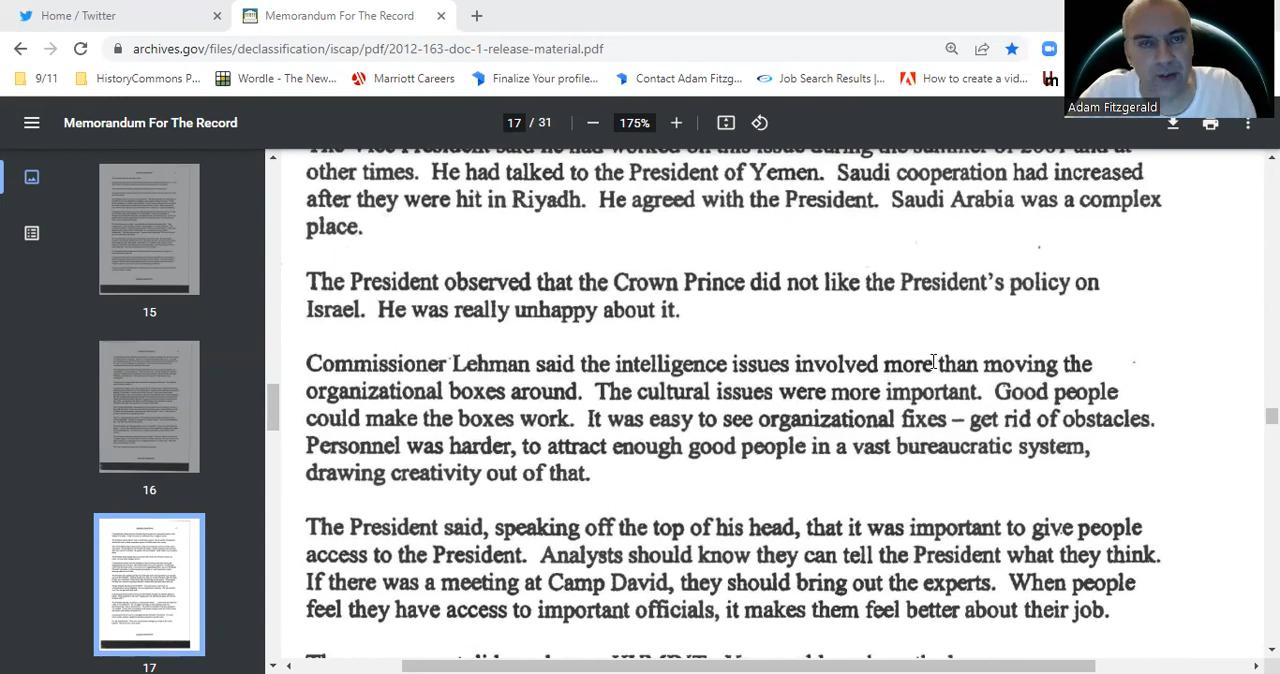 Home / Twitter
Memorandum For The Record
archives.gov/files/declassification/iscap/pdf/2012-163-doc-1-release-material.pdf
9/11
HistoryCommons P...
Wordle - The New...
Marriott Careers
Finalize Your profile...
Contact Adam Fitzg...
Job Search Results |...
How to create a vid...
Adam Fitzgerald
Memorandum For The Record
17 / 31
175%
15
16
17
other times. He had talked to the President of Yemen. Saudi cooperation had increased
after they were hit in Riyadh. He agreed with the President. Saudi Arabia was a complex
place.
The President observed that the Crown Prince did not like the President's policy on
Israel. He was really unhappy about it.
Commissioner Lehman said the intelligence issues involved more than moving the
organizational boxes around. The cultural issues were more important. Good people
could make the boxes work. It was easy to see organizational fixes – get rid of obstacles.
Personnel was harder, to attract enough good people in a vast bureaucratic system,
drawing creativity out of that.
The President said, speaking off the top of his head, that it was important to give people
access to the President. Analysts should know they can tell the President what they think.
If there was a meeting at Camp David, they should bring out the experts. When people
feel they have access to important officials, it makes them feel better about their job.